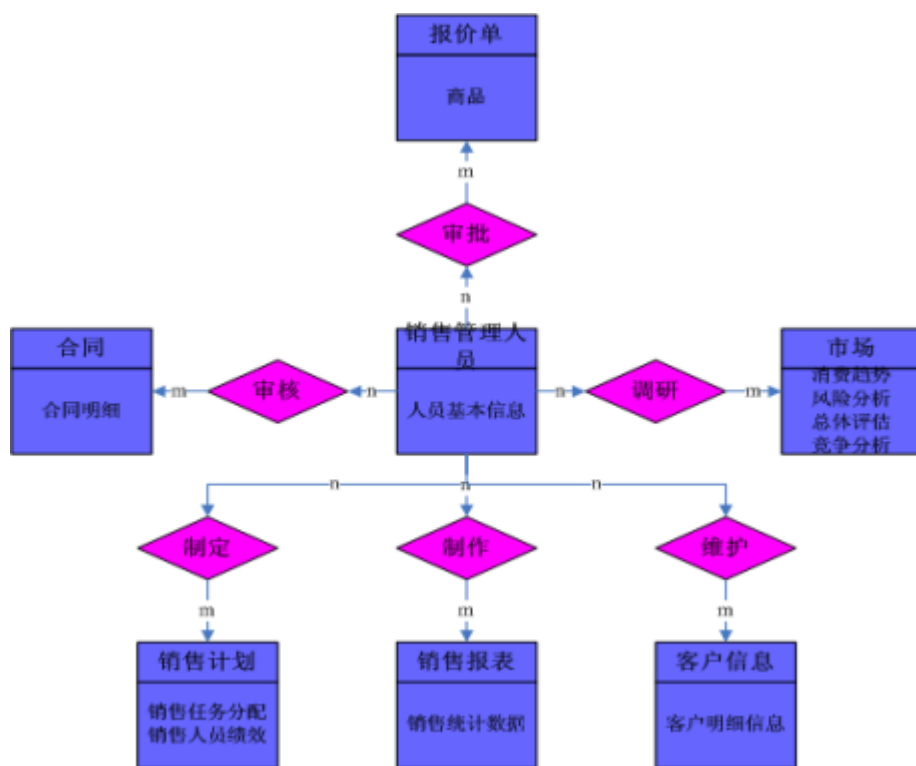 报价单
商品
m
审批
n
合同
合同明细
m
审核
n
销售管理人
员
人员基本信息
n
调研
m
市场
消费趋势
风险分析
总体评估
竞争分析
n
n
n
制定
制作
维护
m
m
m
销售计划
销售任务分配
销售人员绩效
销售报表
销售统计数据
客户信息
客户明细信息